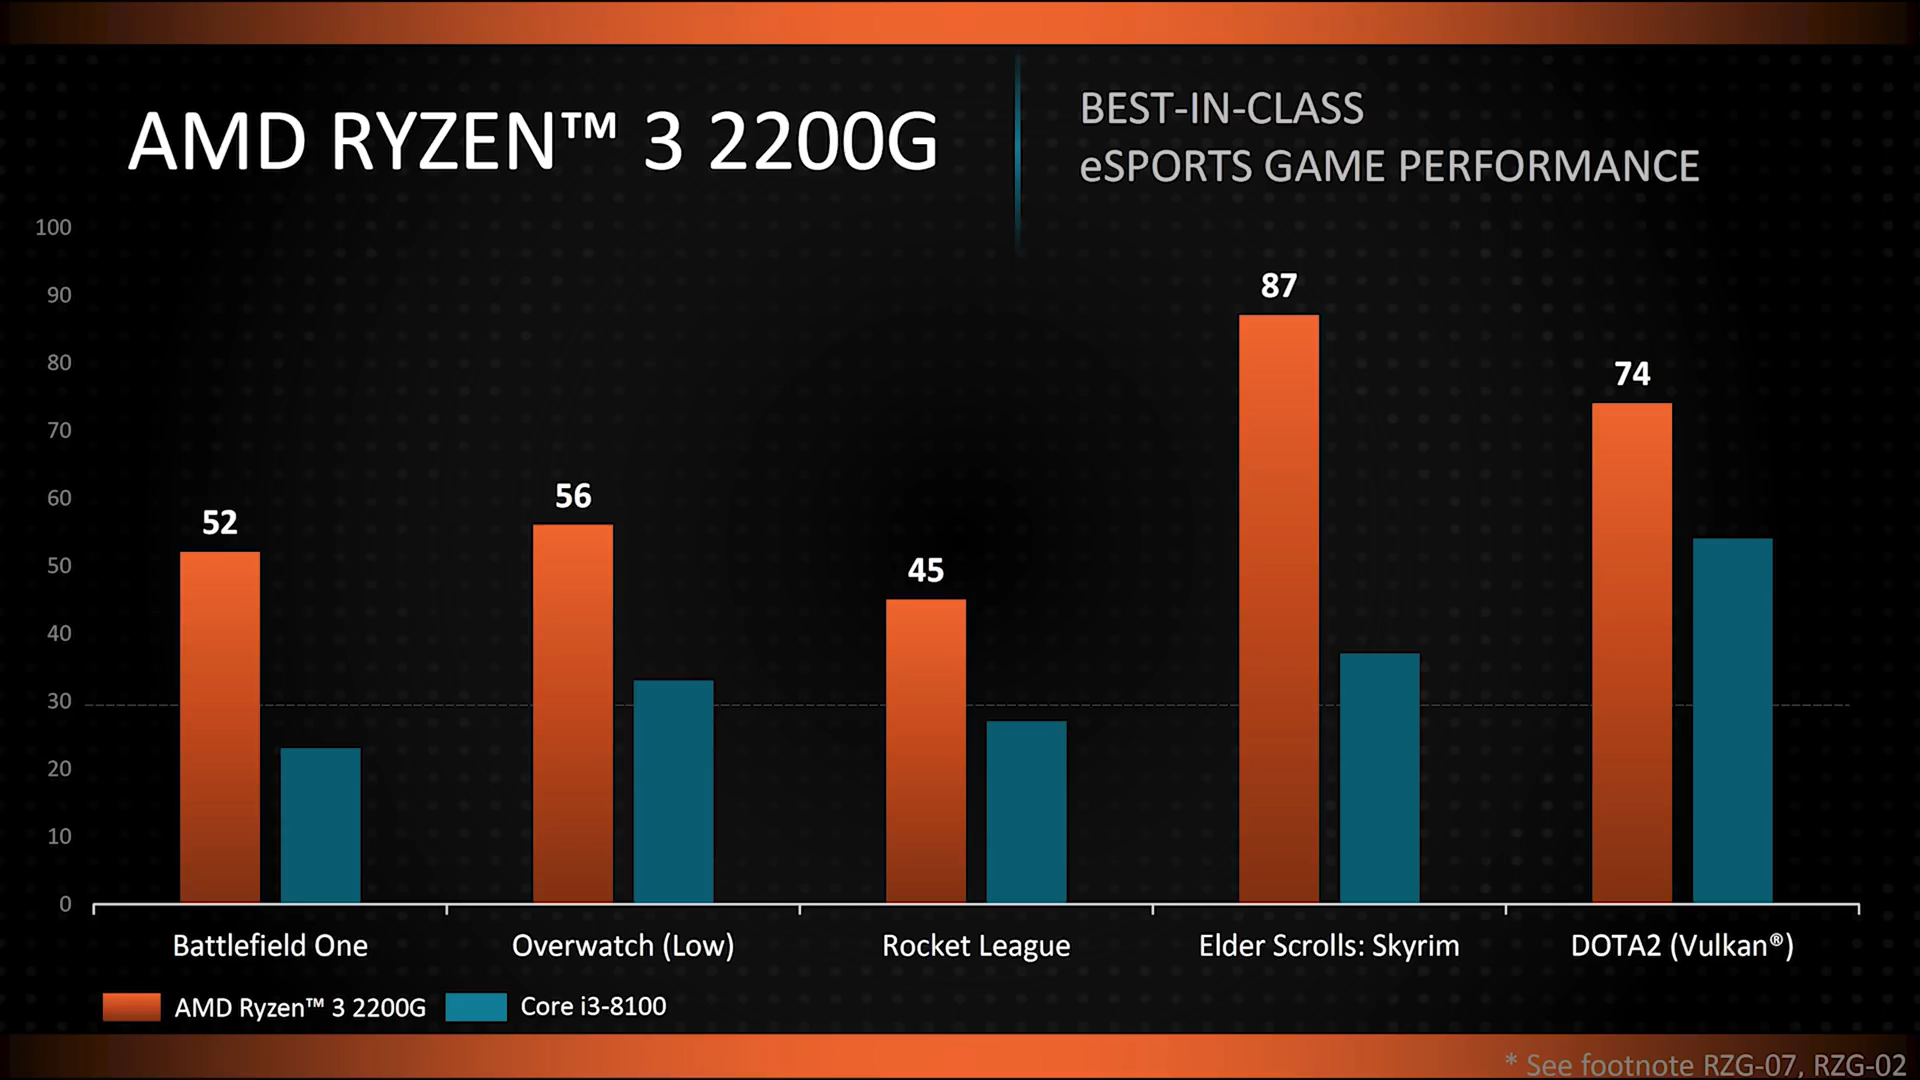 AMD RYZEN™ 3 2200G
BEST-IN-CLASS
eSPORTS GAME PERFORMANCE
100
90
80
70
60
50
40
30
20
10
0
52
56
45
87
74
Battlefield One
Overwatch (Low)
Rocket League
Elder Scrolls: Skyrim
DOTA2 (Vulkan®)
AMD Ryzen™ 3 2200G
Core i3-8100
* See footnote RZG-07, RZG-02